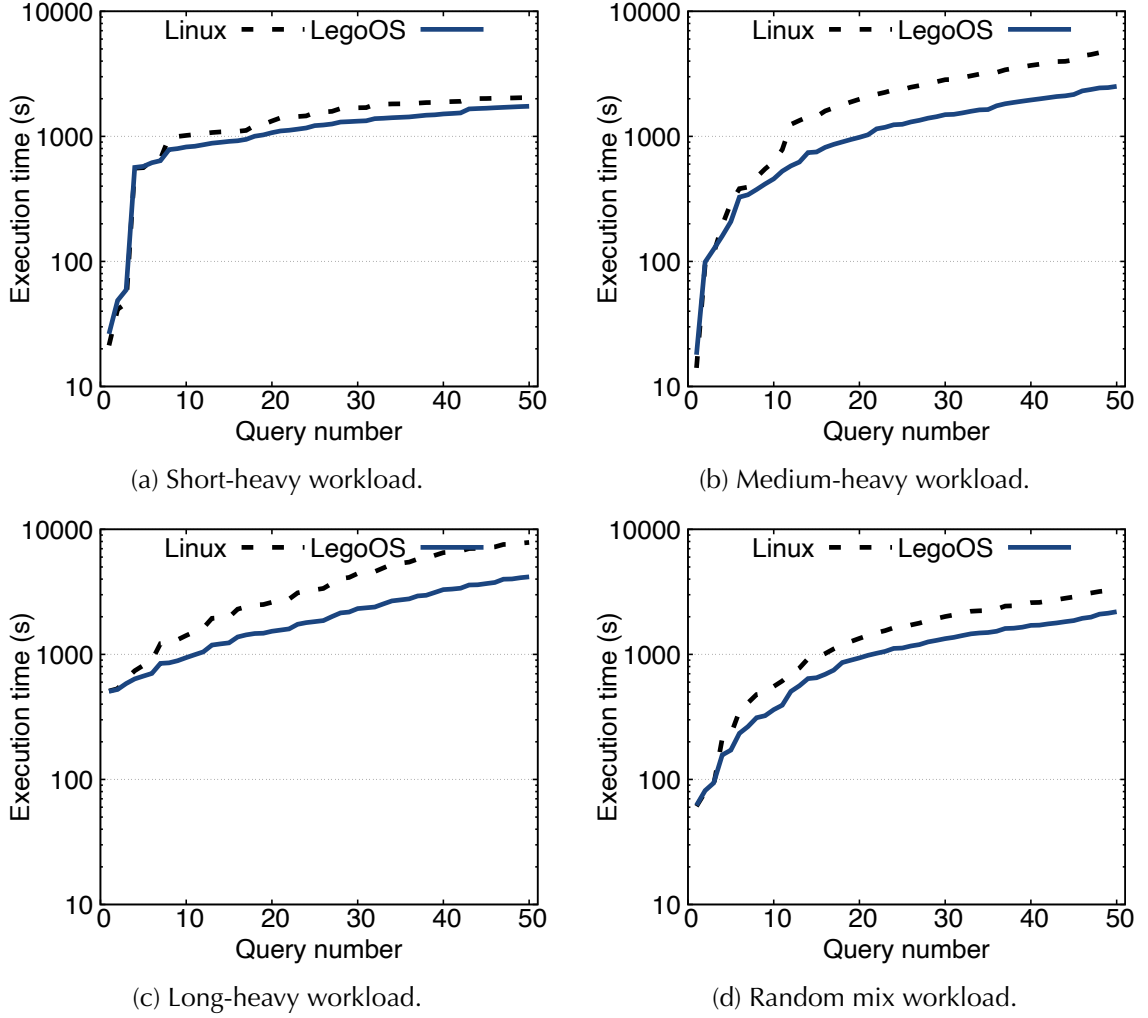 Linux LegoOS
10000
1000
100
10
Execution time (s)
0 10 20 30 40 50
Query number
(a) Short-heavy workload.
Linux LegoOS
10000
1000
100
10
Execution time (s)
0 10 20 30 40 50
Query number
(b) Medium-heavy workload.
Linux LegoOS
10000
1000
100
10
Execution time (s)
0 10 20 30 40 50
Query number
(c) Long-heavy workload.
Linux LegoOS
10000
1000
100
10
Execution time (s)
0 10 20 30 40 50
Query number
(d) Random mix workload.